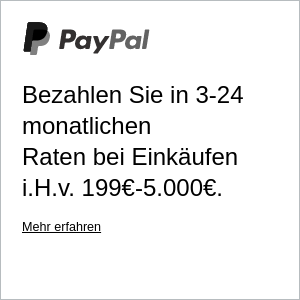 PayPal
Bezahlen Sie in 3-24
monatlichen
Raten bei Einkäufen
i.H.v. 199€-5.000€.
Mehr erfahren